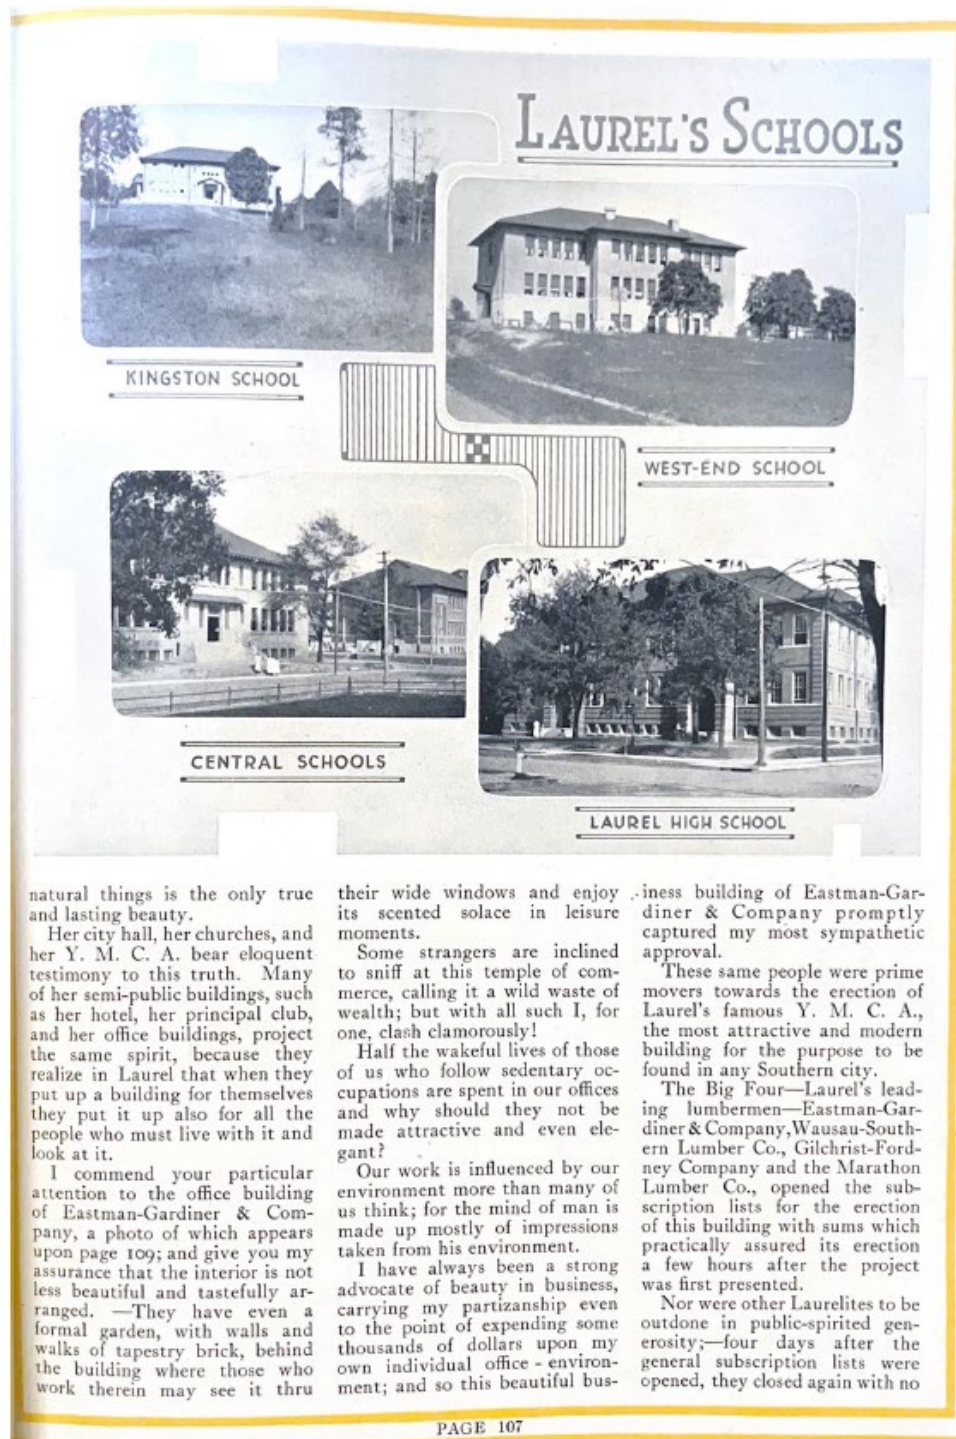 LAUREL'S SCHOOLS
KINGSTON SCHOOL
WEST-END SCHOOL
CENTRAL SCHOOLS
LAUREL HIGH SCHOOL
natural things is the only true
and lasting beauty.
Her city hall, her churches, and
her Y. M. C. A. bear eloquent
testimony to this truth. Many
of her semi-public buildings, such
as her hotel, her principal club,
and her office buildings, project
the same spirit, because they
realize in Laurel that when they
put up a building for themselves
they put it up also for all the
people who must live with it and
look at it.
I commend your particular
attention to the office building
of Eastman-Gardiner & Com-
pany, a photo of which appears
upon page 109; and give you my
assurance that the interior is not
less beautiful and tastefully ar-
ranged. —They have even a
formal garden, with walls and
walks of tapestry brick, behind
the building where those who
work therein may see it thru
their wide windows and enjoy
its scented solace in leisure
moments.
Some strangers are inclined
to sniff at this temple of com-
merce, calling it a wild waste of
wealth; but with all such I, for
one, clash clamorously!
Half the wakeful lives of those
of us who follow sedentary oc-
cupations are spent in our offices
and why should they not be
made attractive and even ele-
gant?
Our work is influenced by our
environment more than many of
us think; for the mind of man is
made up mostly of impressions
taken from his environment.
I have always been a strong
advocate of beauty in business,
carrying my partizanship even
to the point of expending some
thousands of dollars upon my
own individual office - environ-
ment; and so this beautiful bus-
iness building of Eastman-Gar-
diner & Company promptly
captured my most sympathetic
approval.
These same people were prime
movers towards the erection of
Laurel's famous Y. M. C. A.,
the most attractive and modern
building for the purpose to be
found in any Southern city.
The Big Four—Laurel's lead-
ing lumbermen—Eastman-Gar-
diner & Company, Wausau-South-
ern Lumber Co., Gilchrist-Ford-
ney Company and the Marathon
Lumber Co., opened the sub-
scription lists for the erection
of this building with sums which
practically assured its erection
a few hours after the project
was first presented.
Nor were other Laurelites to be
outdone in public-spirited gen-
erosity;—four days after the
general subscription lists were
opened, they closed again with no
PAGE 107